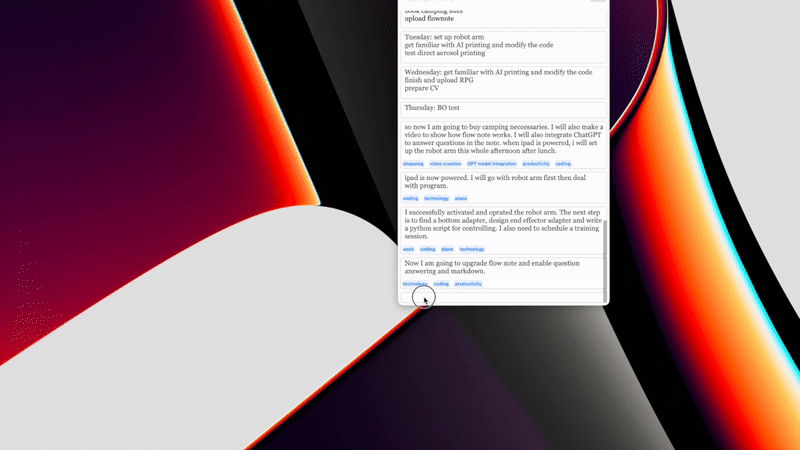 book camping sites
upload flownote
Tuesday: set up robot arm
get familiar with AI printing and modify the code
test direct aerosol printing
Wednesday: get familiar with AI printing and modify the code
finish and upload RPG
prepare CV
Thursday: BO test
so now I am going to buy camping neccessaries. I will also make a
video to show how flow note works. I will also integrate ChatGPT
to answer questions in the note. when ipad is powered, i will set
up the robot arm this whole afternoon after lunch.
shopping video creation GPT model integration productivity coding
ipad is now powered. I will go with robot arm first then deal
with program.
coding technology plans
I successfully activated and oprated the robot arm. The next step
is to find a bottom adapter, design end effector adapter and write
a python script for controlling. I also need to schedule a training
session.
work coding plans technology
Now I am going to upgrade flow note and enable question
answering and markdown.
technology coding productivity